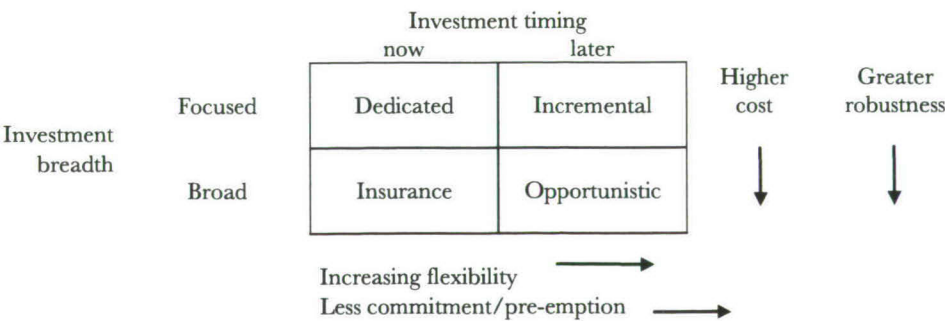 Investment timing
now later
Higher Greater
cost robustness
Focused Dedicated Incremental
Investment
breadth
Broad Insurance Opportunistic
Increasing flexibility
Less commitment/pre-emption